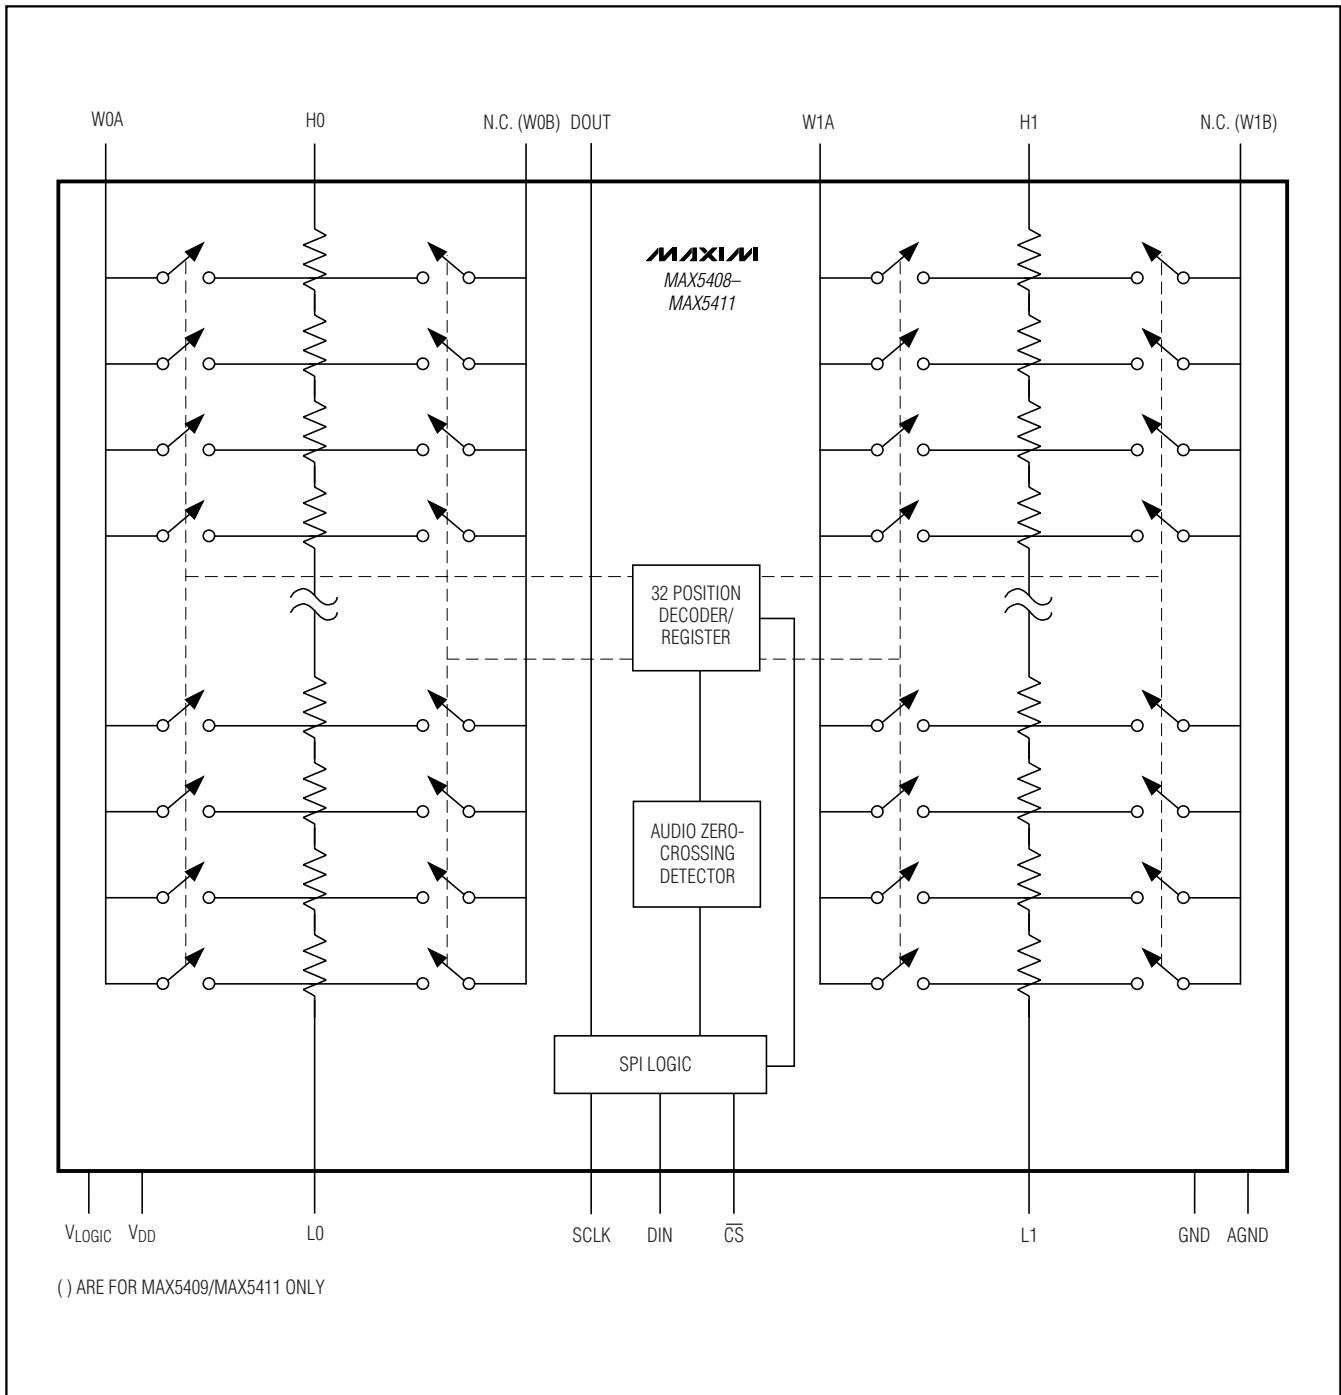 W0A H0 N.C. (W0B) DOUT W1A H1 N.C. (W1B)
MAXIM
MAX5408–
MAX5411
32 POSITION
DECODER/
REGISTER
AUDIO ZERO-
CROSSING
DETECTOR
SPI LOGIC
VLOGIC VDD L0 SCLK DIN C̅S̅ L1 GND AGND
( ) ARE FOR MAX5409/MAX5411 ONLY